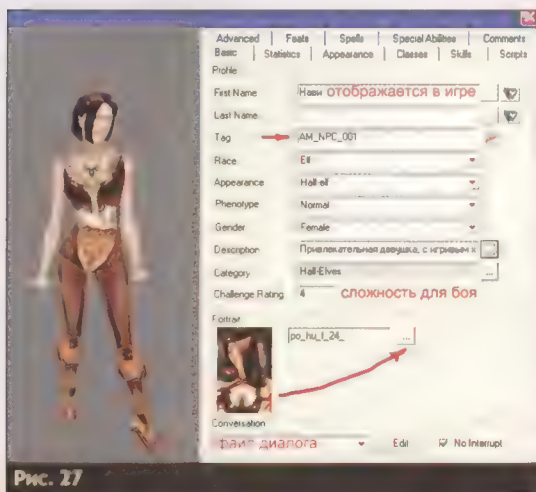 Advanced Feats Spells Special Abilities Comments
Basic Statistics Appearance Classes Skills Scripts
Profile
First Name Нави отображается в игре ...
Last Name
Tag AM_NPC_001
Race Elf
Appearance Half-elf
Phenotype Normal
Gender Female
Description Привлекательная девушка, с игривым х ...
Category Half-Elves ...
Challenge Rating 4 сложность для боя
Portrait
po_hu_f_24_ ...
Conversation
файл диалога Edit No Interrupt
Рис. 27